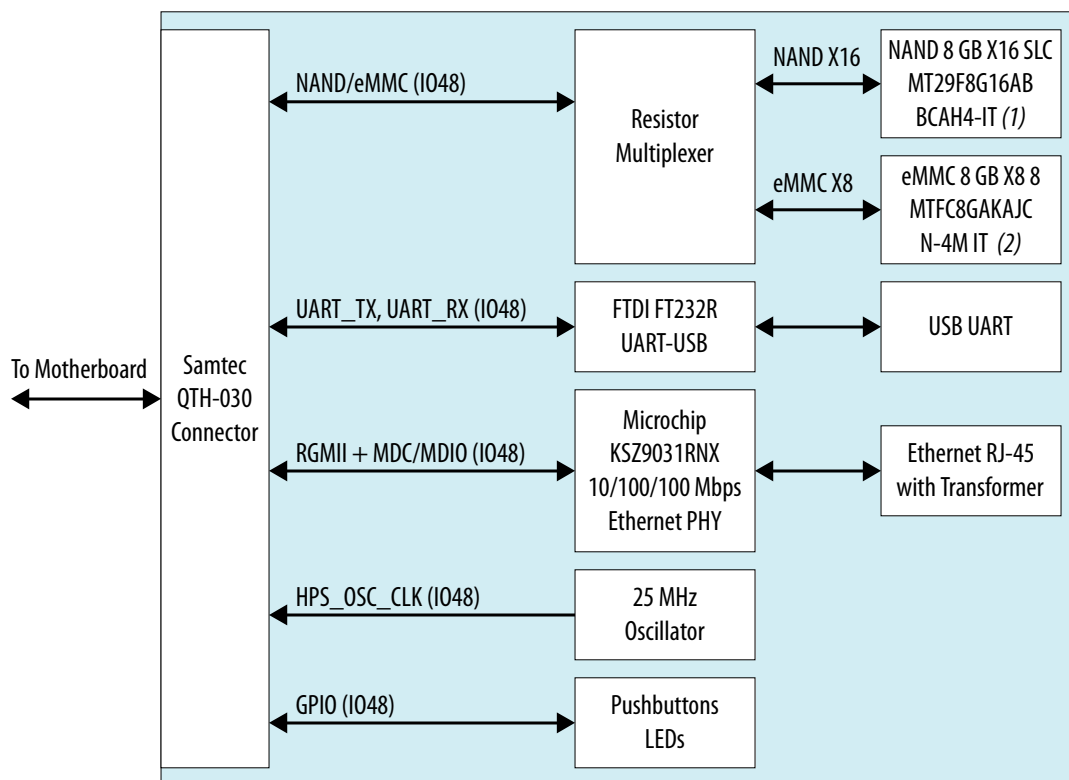 To Motherboard
Samtec
QTH-030
Connector
NAND/eMMC (IO48)
Resistor
Multiplexer
NAND X16
NAND 8 GB X16 SLC
MT29F8G16AB
BCAH4-IT (1)
eMMC X8
eMMC 8 GB X8 8
MTFC8GAKAJC
N-4M IT (2)
UART_TX, UART_RX (IO48)
FTDI FT232R
UART-USB
USB UART
RGMII + MDC/MDIO (IO48)
Microchip
KSZ9031RNX
10/100/100 Mbps
Ethernet PHY
Ethernet RJ-45
with Transformer
HPS_OSC_CLK (IO48)
25 MHz
Oscillator
GPIO (IO48)
Pushbuttons
LEDs